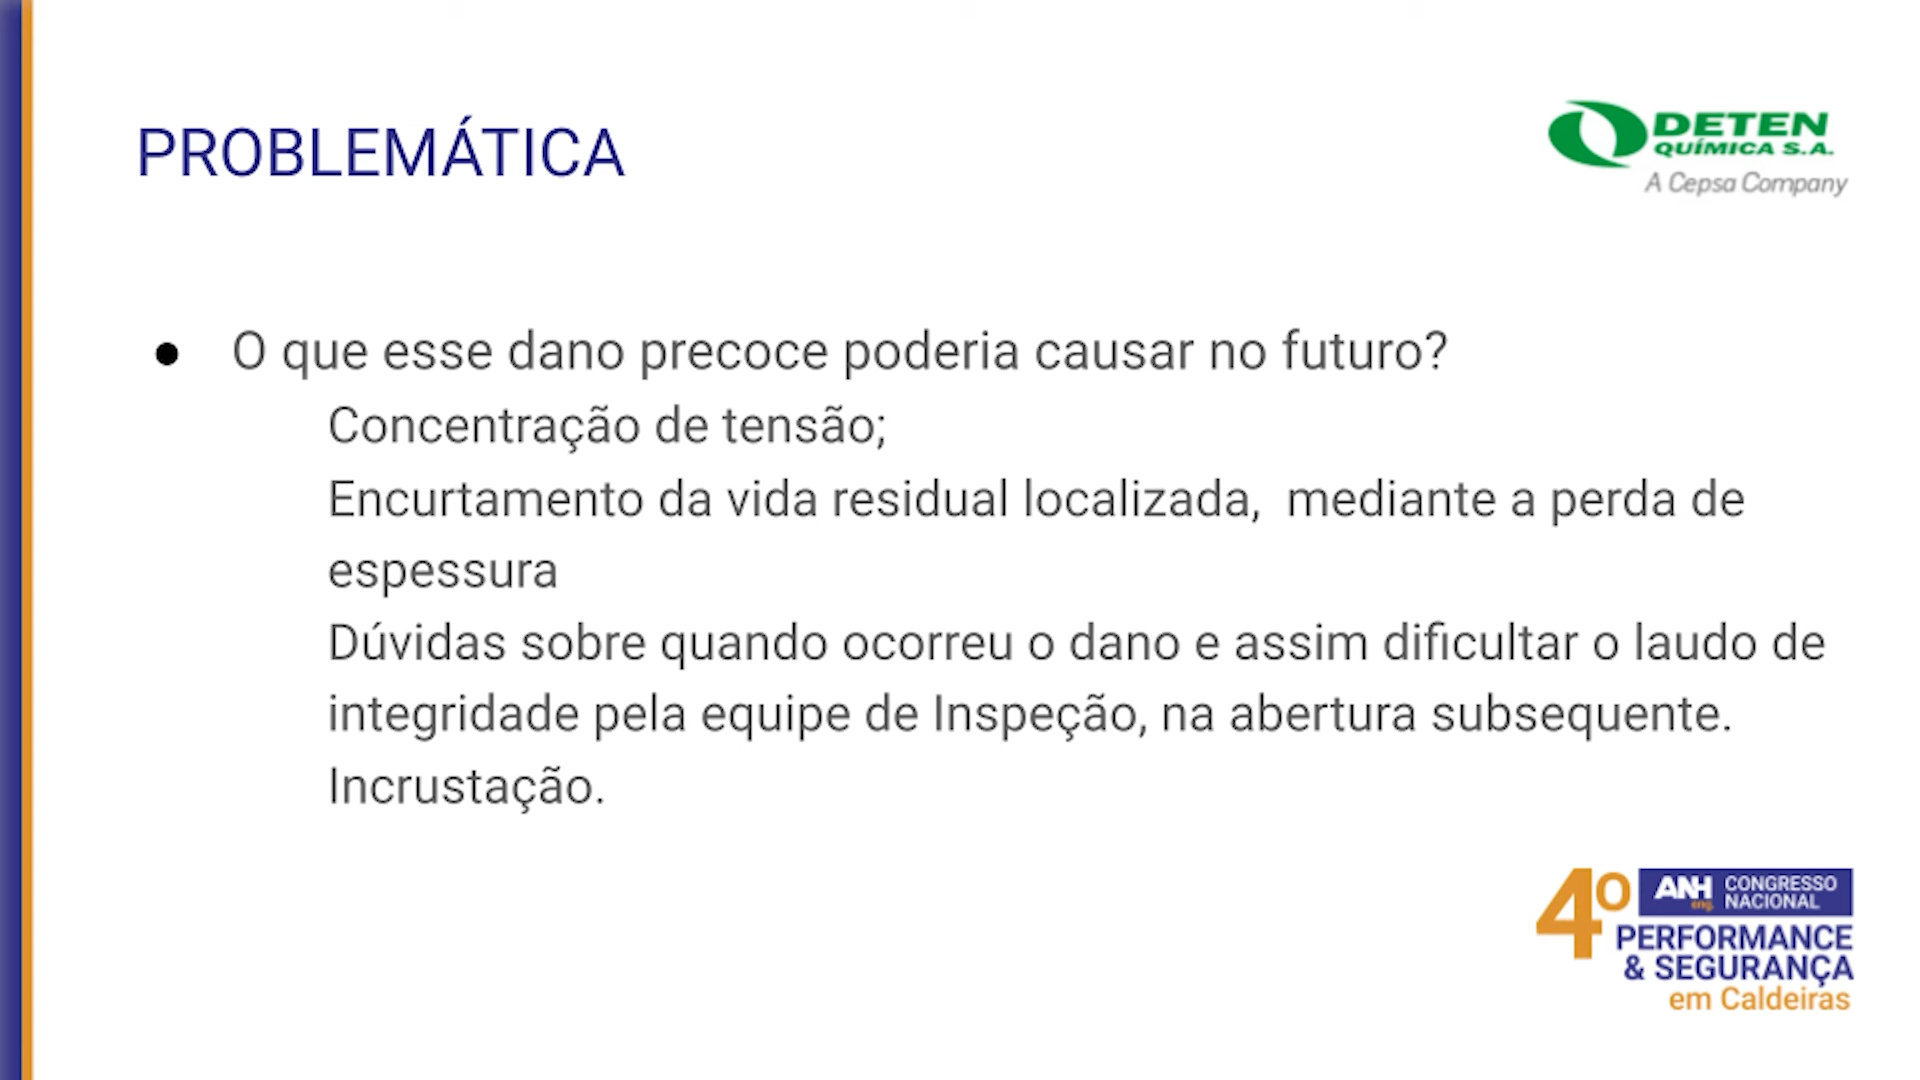 PROBLEMÁTICA
DETEN
QUÍMICA S.A.
A Cepsa Company
● O que esse dano precoce poderia causar no futuro?
Concentração de tensão;
Encurtamento da vida residual localizada, mediante a perda de
espessura
Dúvidas sobre quando ocorreu o dano e assim dificultar o laudo de
integridade pela equipe de Inspeção, na abertura subsequente.
Incrustação.
4º
ANH eng.
CONGRESSO
NACIONAL
PERFORMANCE
& SEGURANÇA
em Caldeiras